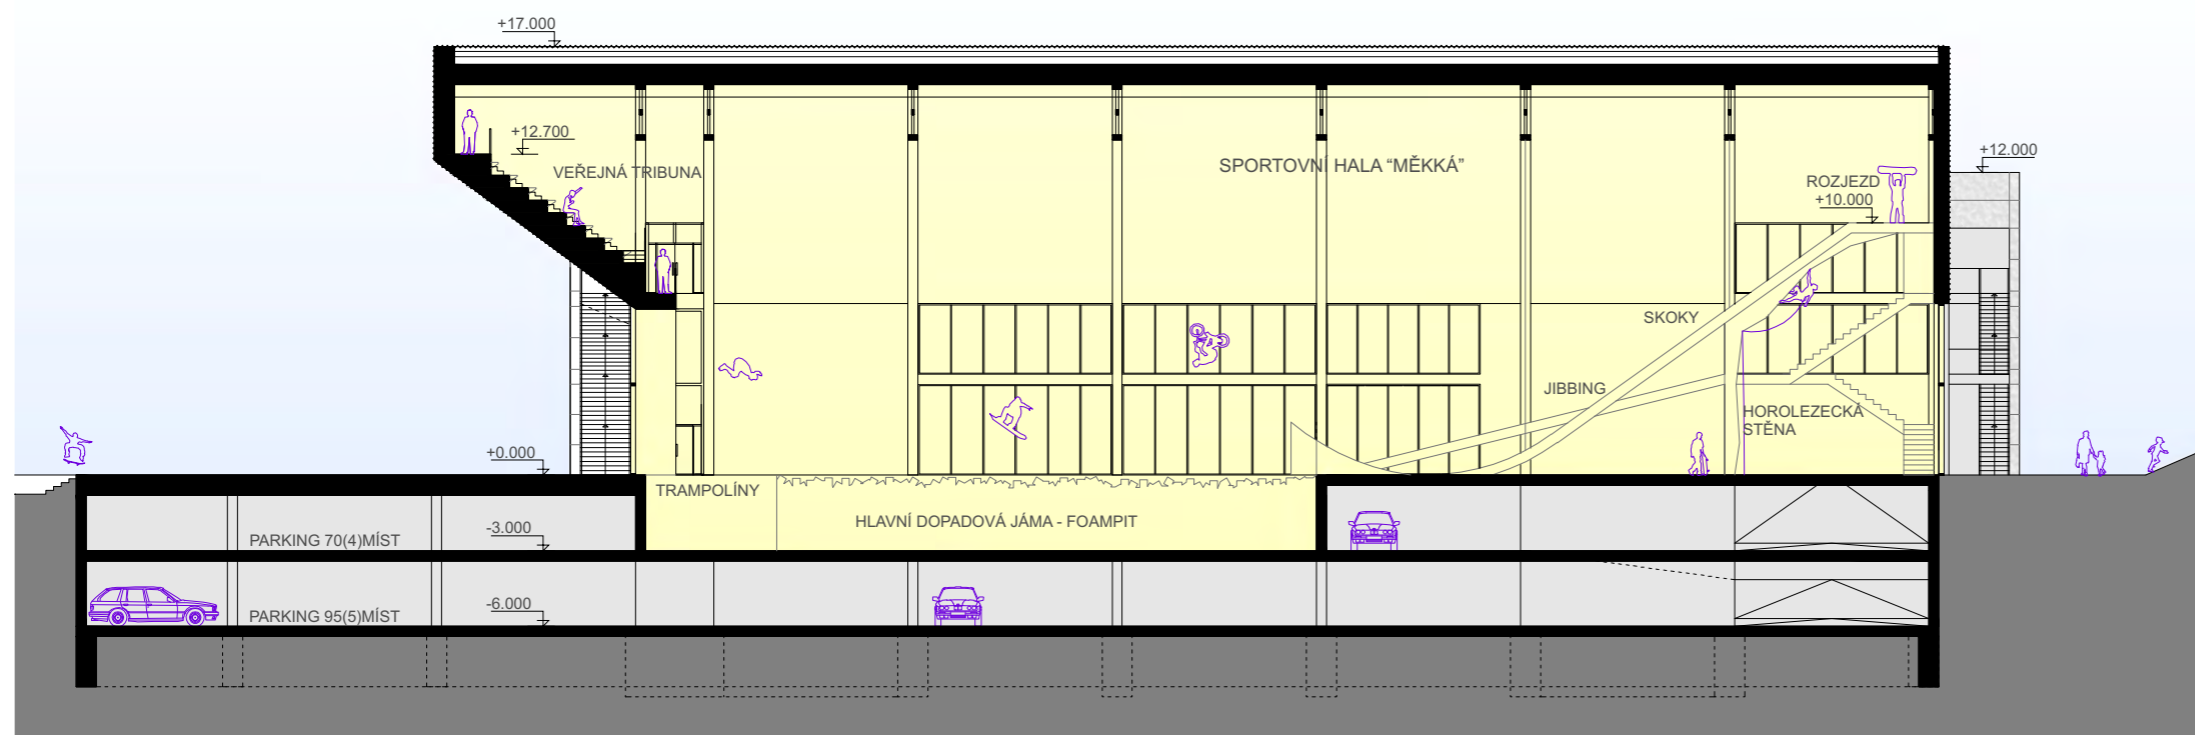 +17.000
+12.700
VEŘEJNÁ TRIBUNA
SPORTOVNÍ HALA “MĚKKÁ”
+12.000
ROZJEZD
+10.000
SKOKY
JIBBING
HOROLEZECKÁ
STĚNA
+0.000
TRAMPOLÍNY
HLAVNÍ DOPADOVÁ JÁMA - FOAMPIT
-3.000
PARKING 70(4)MÍST
-6.000
PARKING 95(5)MÍST